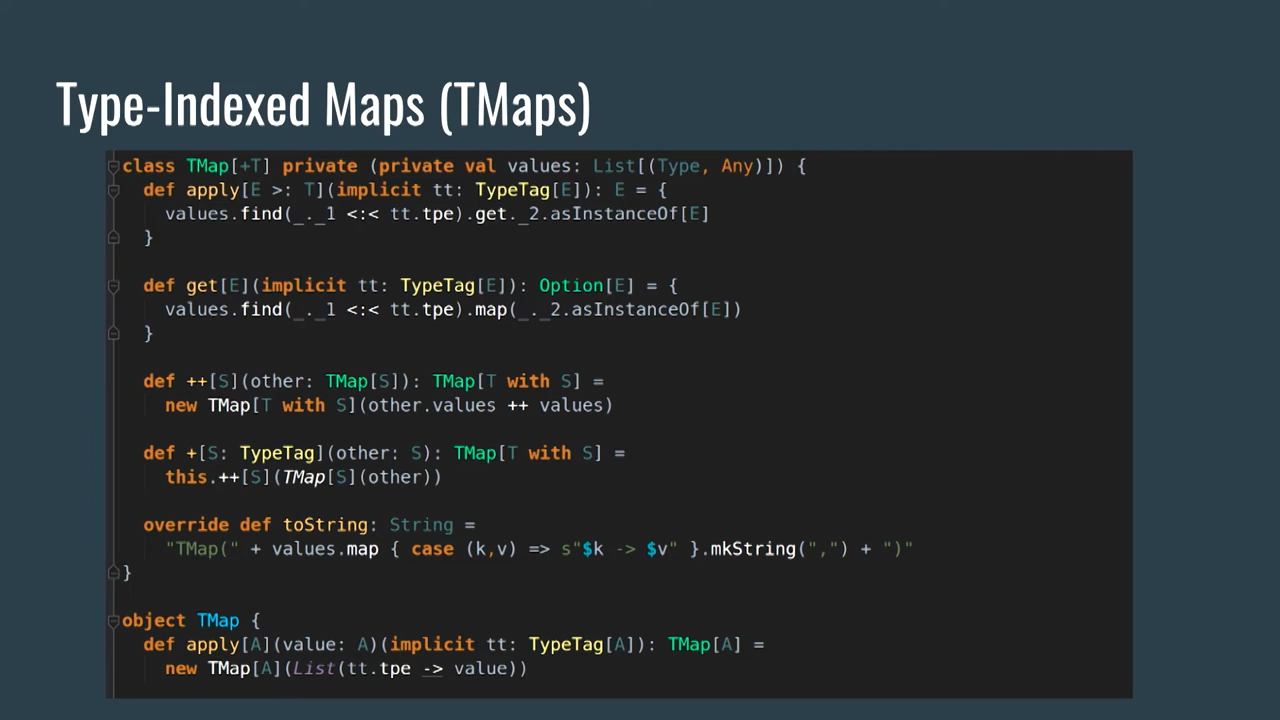 Type-Indexed Maps (TMaps)
class TMap[+T] private (private val values: List[(Type, Any)]) {
  def apply[E >: T](implicit tt: TypeTag[E]): E = {
    values.find(_._1 <:< tt.tpe).get._2.asInstanceOf[E]
  }
  def get[E](implicit tt: TypeTag[E]): Option[E] = {
    values.find(_._1 <:< tt.tpe).map(_._2.asInstanceOf[E])
  }
  def ++[S](other: TMap[S]): TMap[T with S] =
    new TMap[T with S](other.values ++ values)
  def +[S: TypeTag](other: S): TMap[T with S] =
    this.++[S](TMap[S](other))
  override def toString: String =
    "TMap(" + values.map { case (k,v) => s"$k -> $v" }.mkString(",") + ")"
}
object TMap {
  def apply[A](value: A)(implicit tt: TypeTag[A]): TMap[A] =
    new TMap[A](List(tt.tpe -> value))